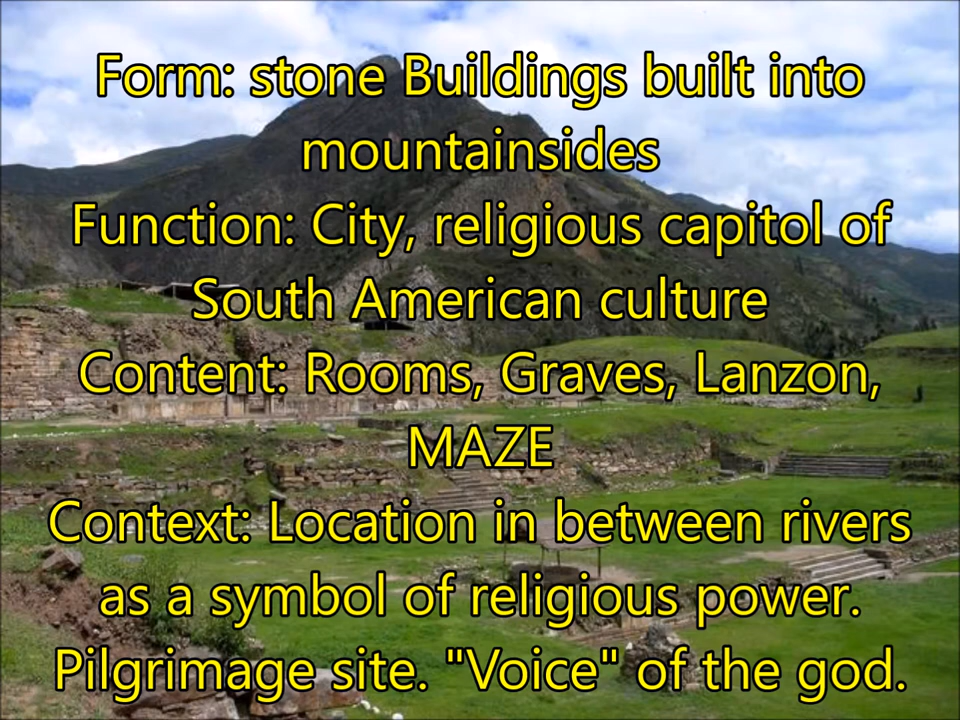 Form: stone Buildings built into
mountainsides
Function: City, religious capitol of
South American culture
Content: Rooms, Graves, Lanzon,
MAZE
Context: Location in between rivers
as a symbol of religious power.
Pilgrimage site. "Voice" of the god.